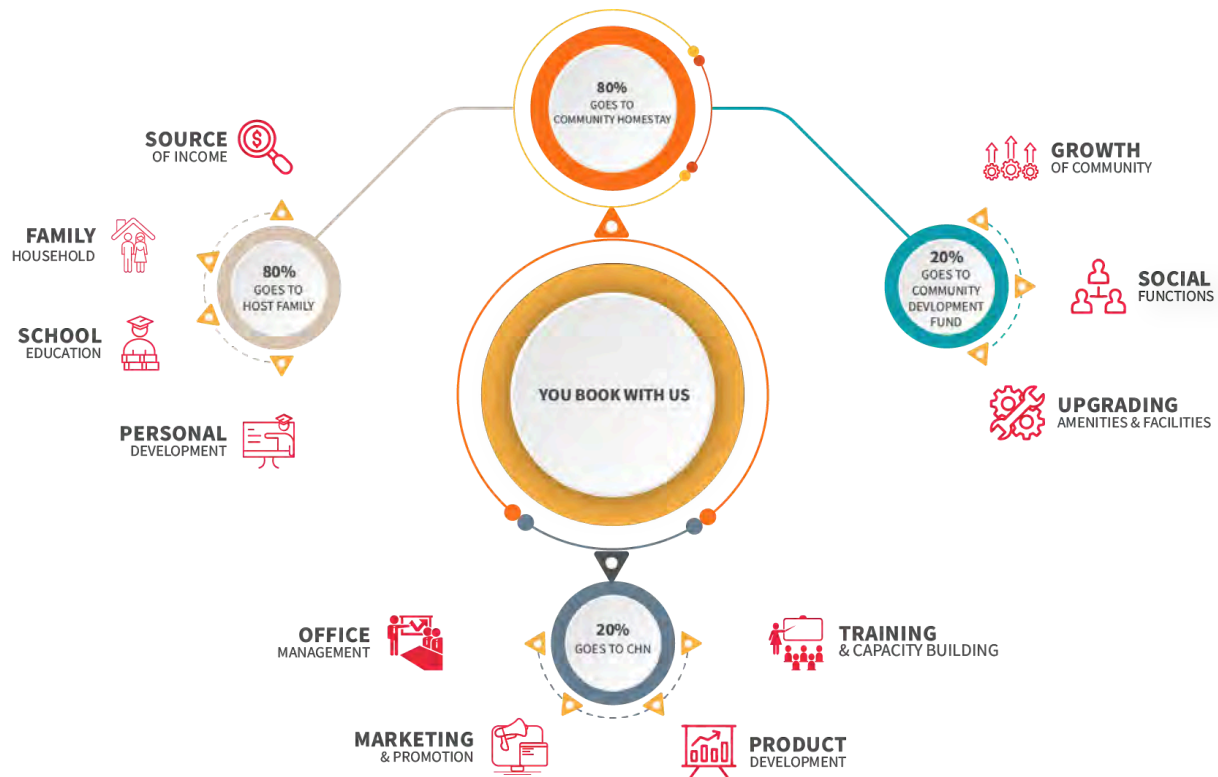 80%
GOES TO
COMMUNITY HOMESTAY
SOURCE
OF INCOME
FAMILY
HOUSEHOLD
SCHOOL
EDUCATION
PERSONAL
DEVELOPMENT
80%
GOES TO
HOST FAMILY
20%
GOES TO
COMMUNITY
DEVLOPMENT
FUND
GROWTH
OF COMMUNITY
SOCIAL
FUNCTIONS
UPGRADING
AMENITIES & FACILITIES
YOU BOOK WITH US
20%
GOES TO CHN
OFFICE
MANAGEMENT
MARKETING
& PROMOTION
TRAINING
& CAPACITY BUILDING
PRODUCT
DEVELOPMENT